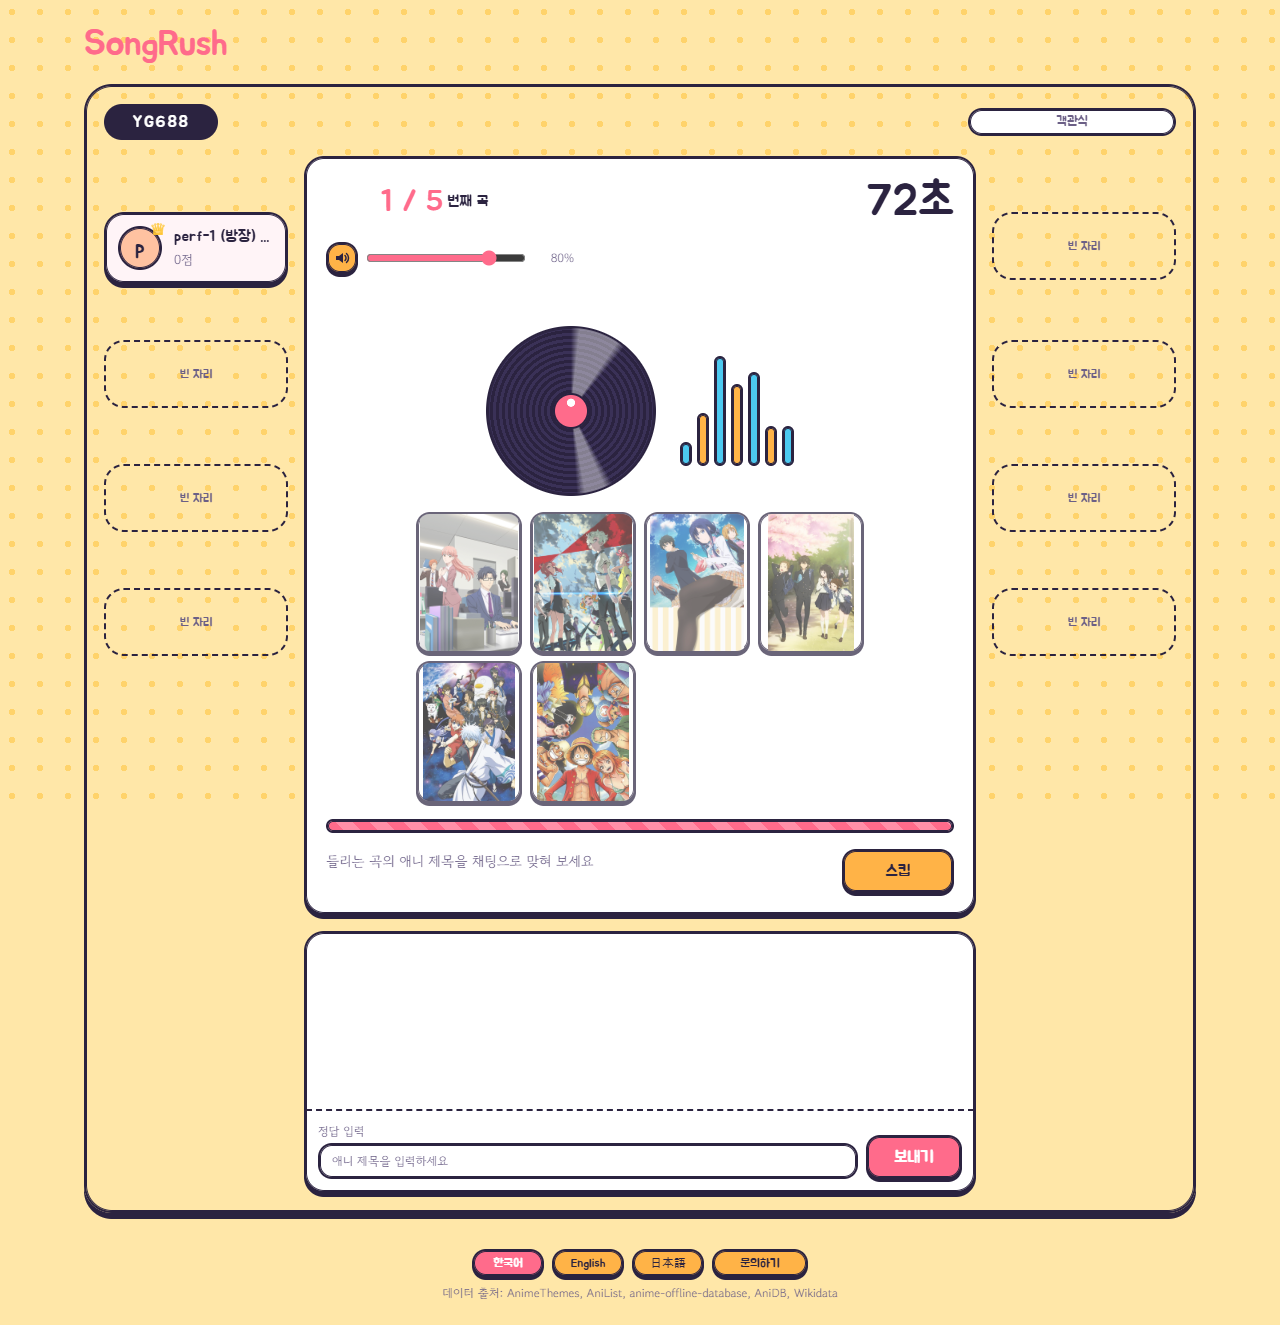 SongRush
YG688
객관식
1 / 5 번째 곡
72초
perf-1 (방장) ...
0점
P
80%
빈 자리
빈 자리
빈 자리
빈 자리
빈 자리
빈 자리
빈 자리
들리는 곡의 애니 제목을 채팅으로 맞혀 보세요
스킵
정답 입력
애니 제목을 입력하세요
보내기
한국어
English
日本語
문의하기
데이터 출처: AnimeThemes, AniList, anime-offline-database, AniDB, Wikidata